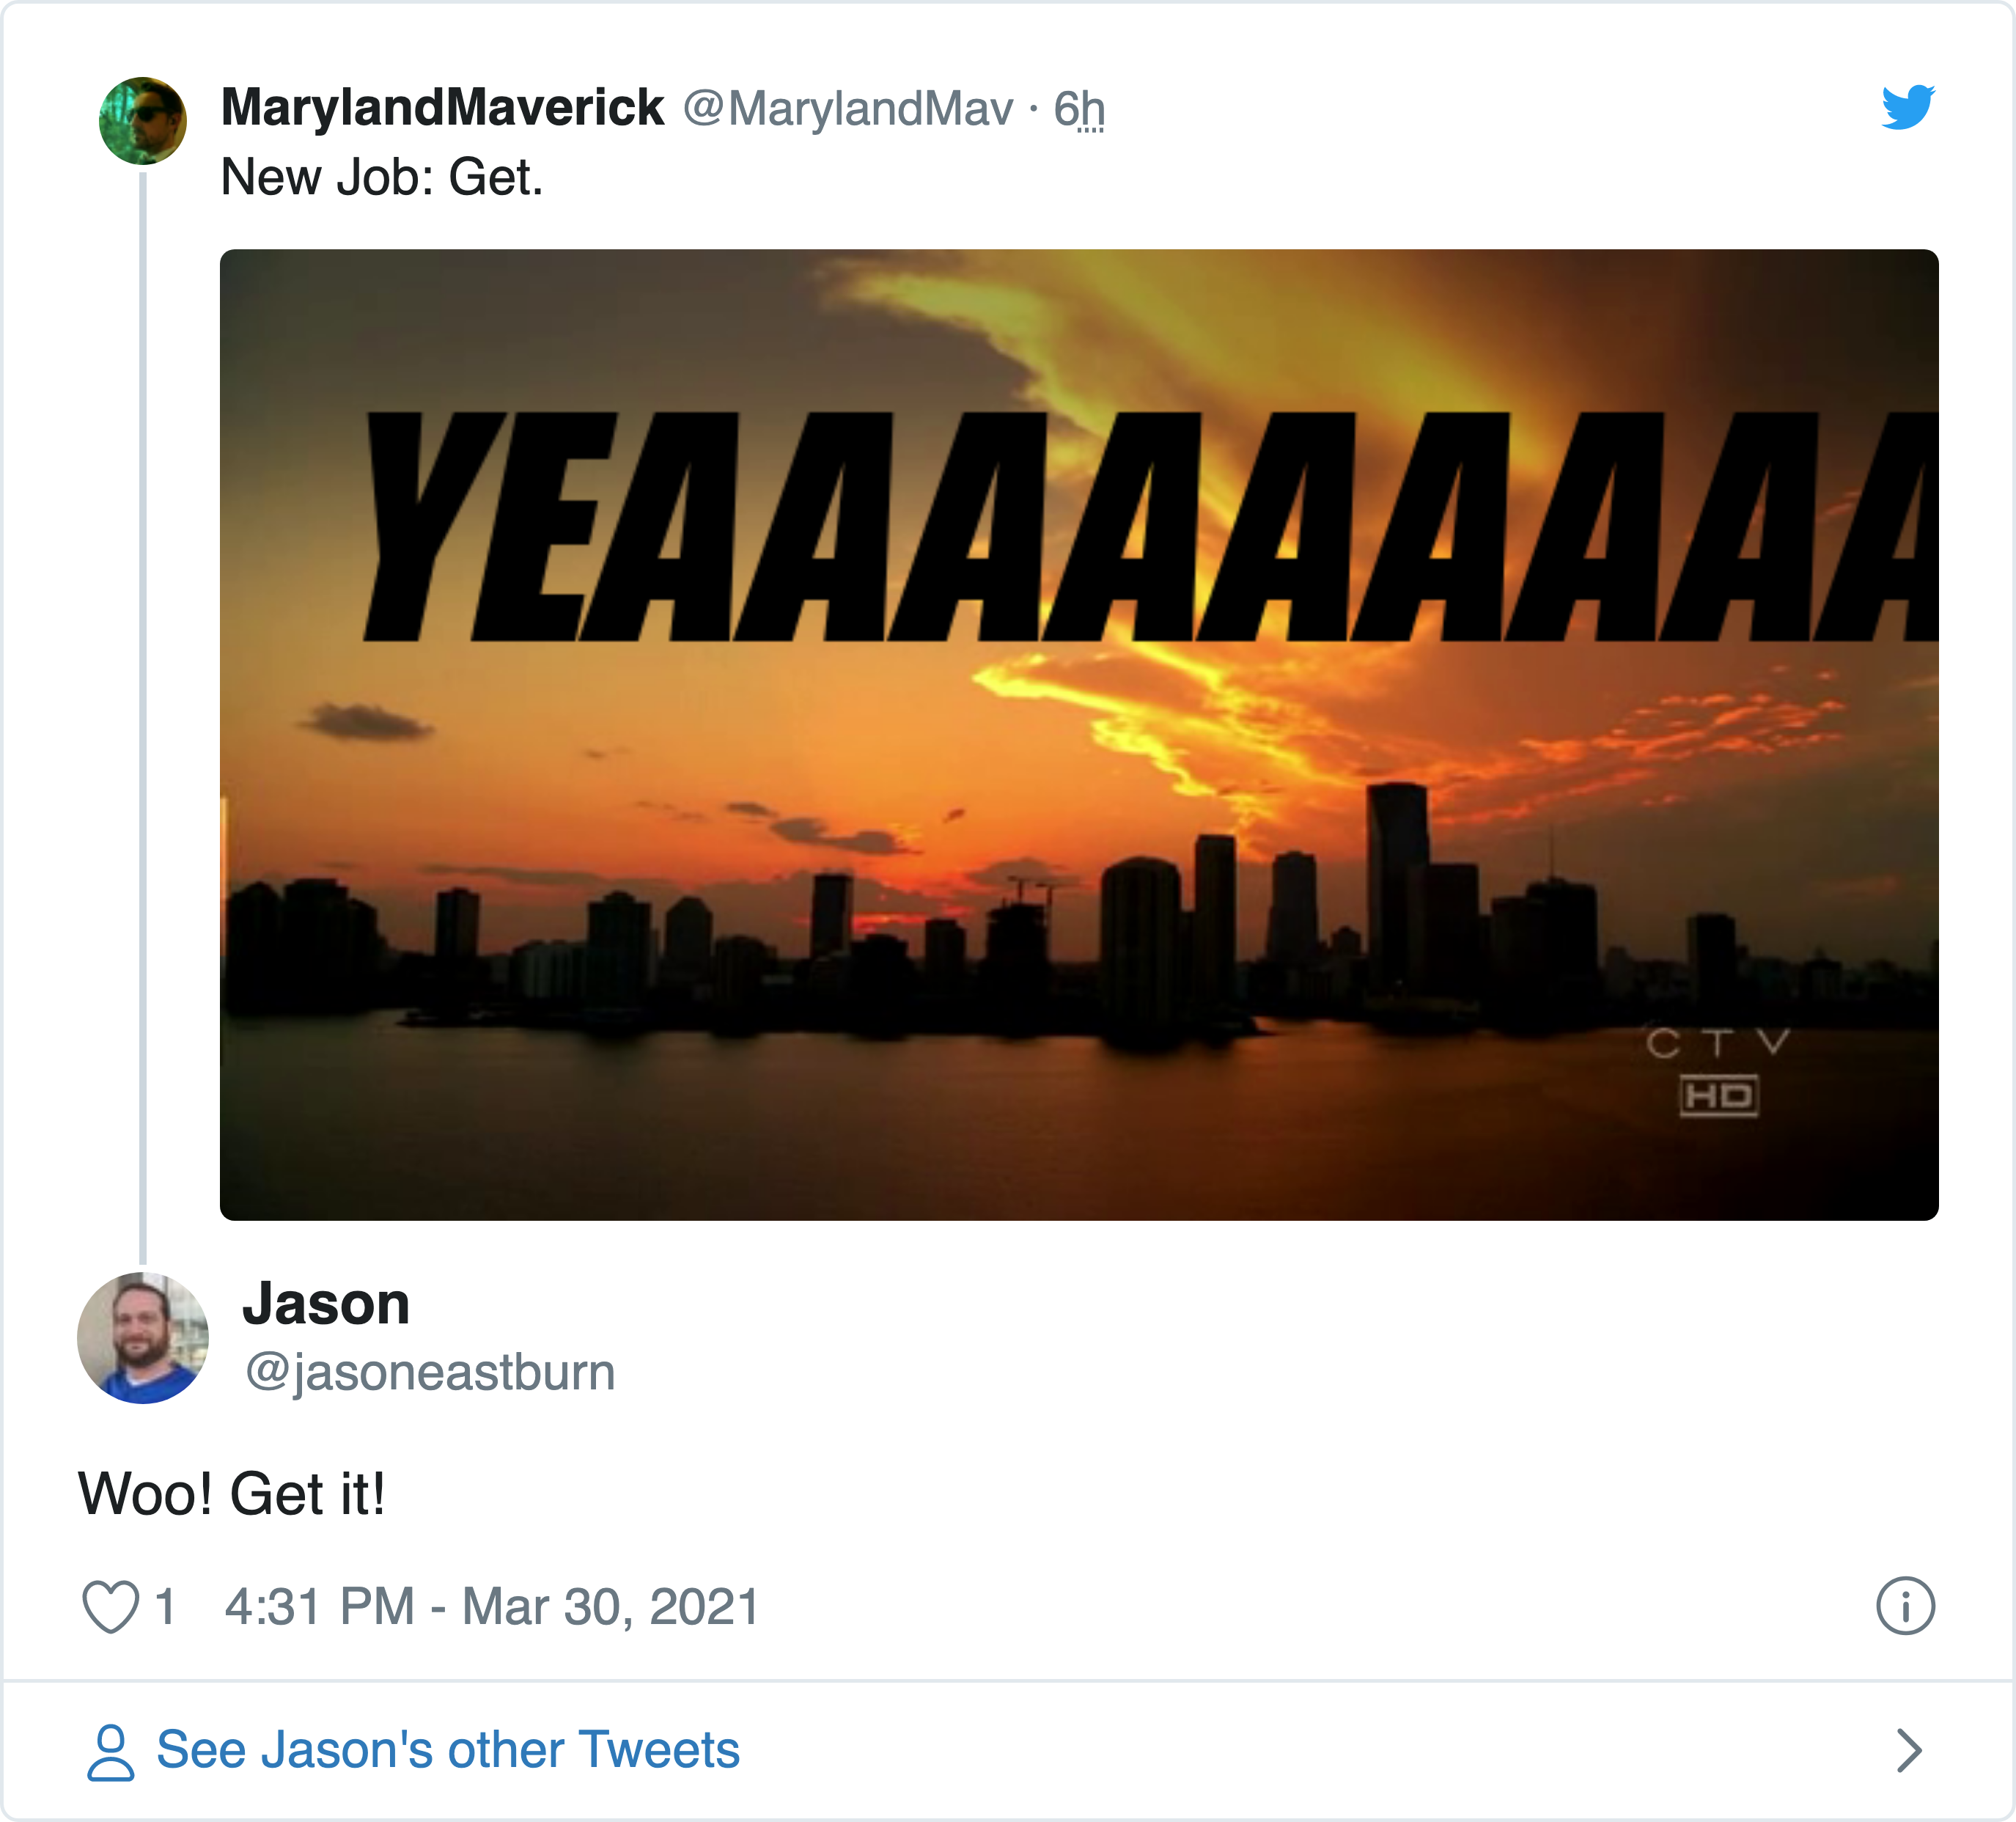 MarylandMaverick @MarylandMav · 6h
New Job: Get.
YEAAAAAAAAA
CTV
HD
Jason
@jasoneastburn
Woo! Get it!
1 4:31 PM - Mar 30, 2021
See Jason's other Tweets